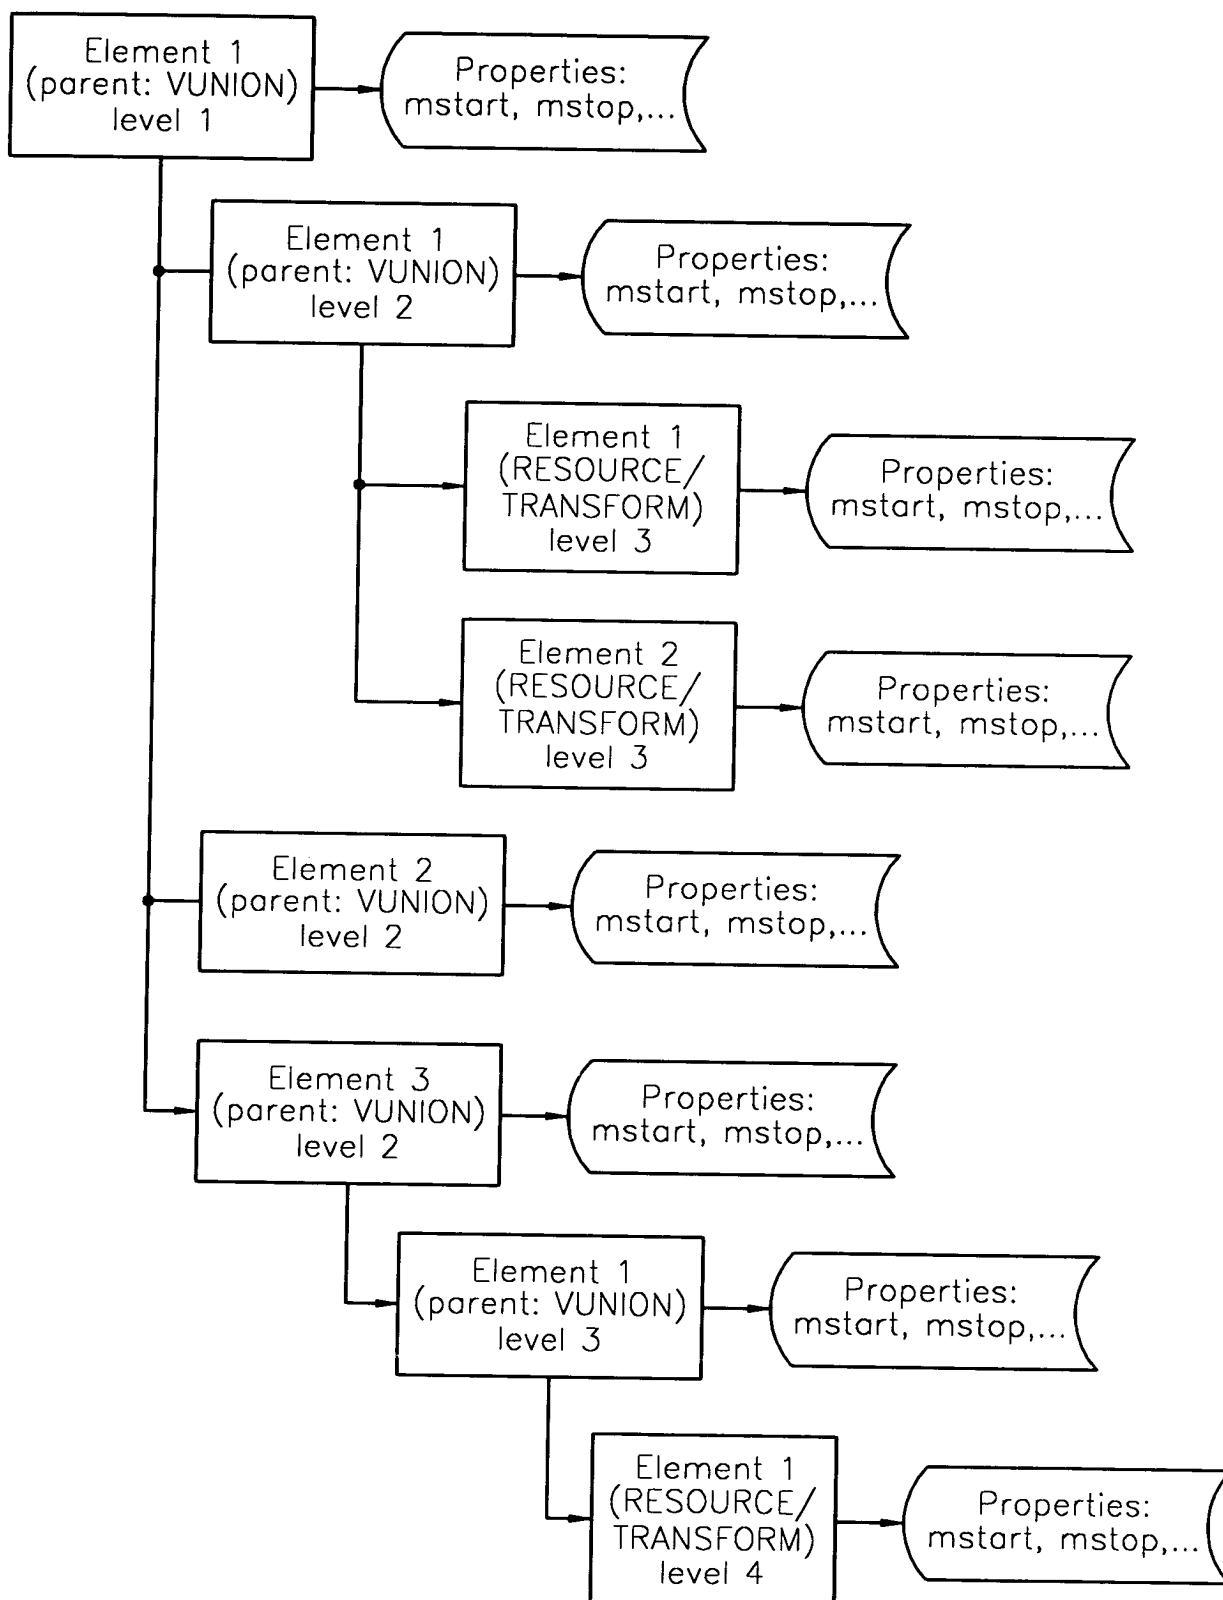 Element 1
(parent: VUNION)
level 1
Properties:
mstart, mstop,...
Element 1
(parent: VUNION)
level 2
Properties:
mstart, mstop,...
Element 1
(RESOURCE/
TRANSFORM)
level 3
Properties:
mstart, mstop,...
Element 2
(RESOURCE/
TRANSFORM)
level 3
Properties:
mstart, mstop,...
Element 2
(parent: VUNION)
level 2
Properties:
mstart, mstop,...
Element 3
(parent: VUNION)
level 2
Properties:
mstart, mstop,...
Element 1
(parent: VUNION)
level 3
Properties:
mstart, mstop,...
Element 1
(RESOURCE/
TRANSFORM)
level 4
Properties:
mstart, mstop,...